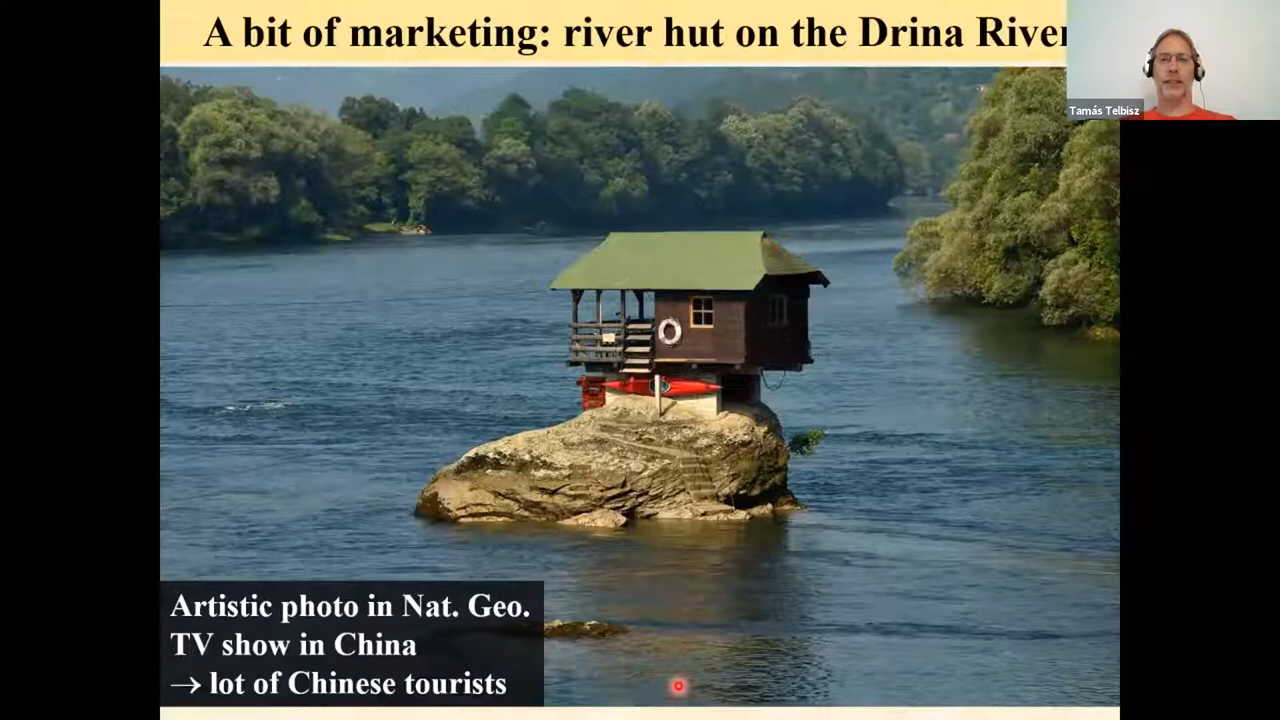 A bit of marketing: river hut on the Drina River
Tamás Telbisz
Artistic photo in Nat. Geo.
TV show in China
→ lot of Chinese tourists